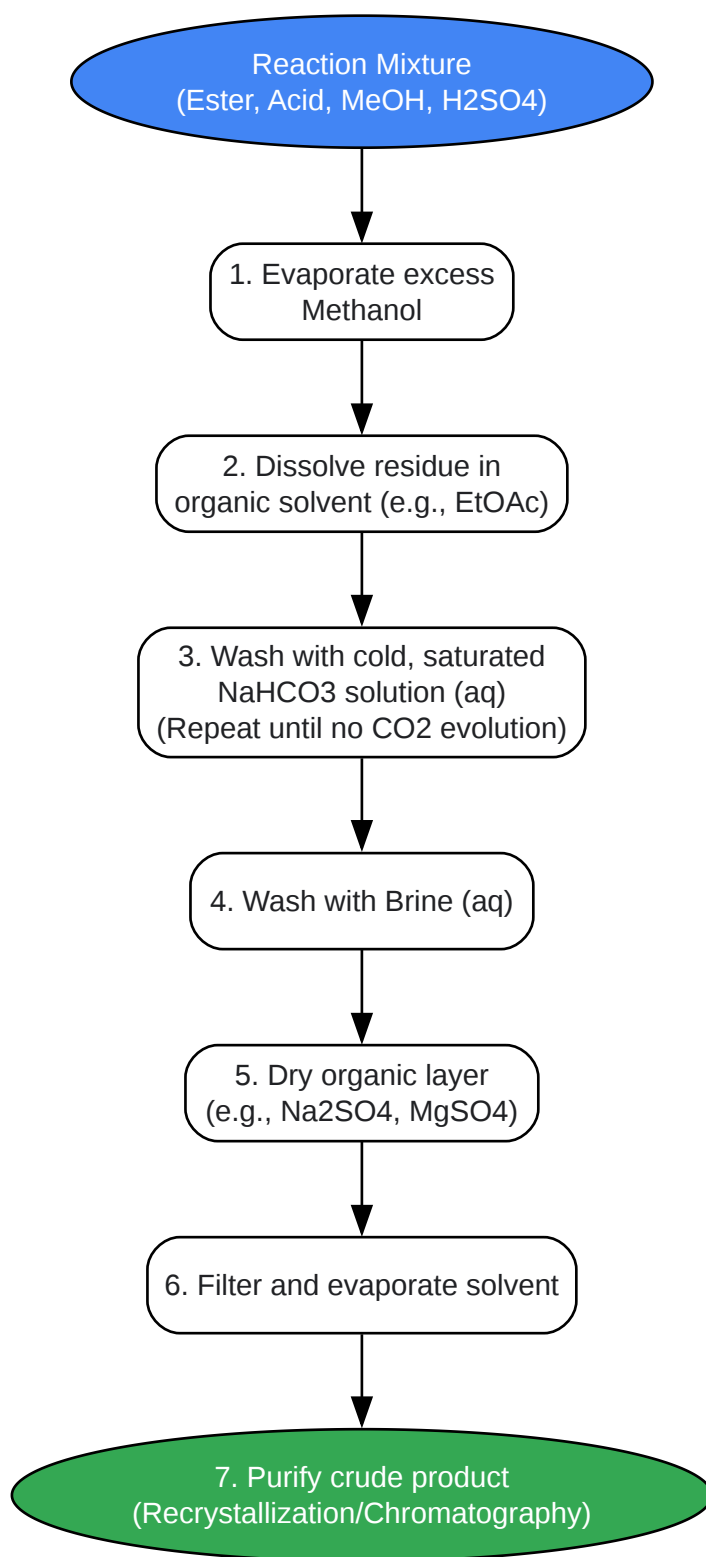 Reaction Mixture
(Ester, Acid, MeOH, H2SO4)
1. Evaporate excess
Methanol
2. Dissolve residue in
organic solvent (e.g., EtOAc)
3. Wash with cold, saturated
NaHCO3 solution (aq)
(Repeat until no CO2 evolution)
4. Wash with Brine (aq)
5. Dry organic layer
(e.g., Na2SO4, MgSO4)
6. Filter and evaporate solvent
7. Purify crude product
(Recrystallization/Chromatography)